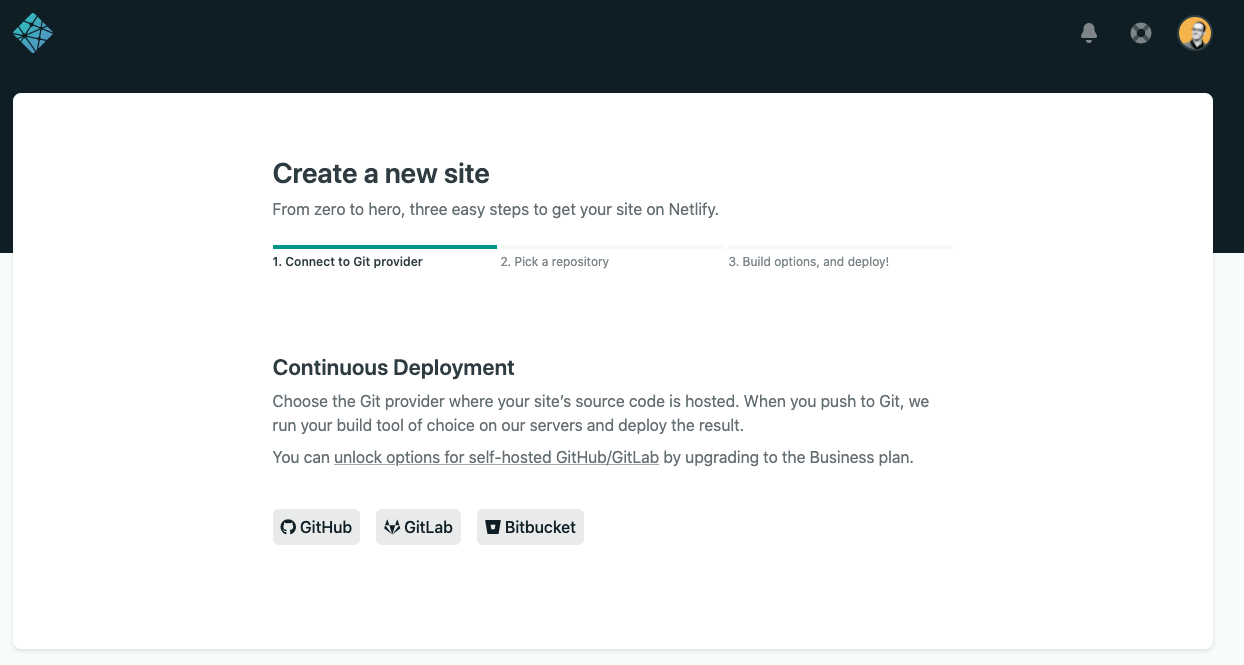 Create a new site
From zero to hero, three easy steps to get your site on Netlify.
1. Connect to Git provider
2. Pick a repository
3. Build options, and deploy!
Continuous Deployment
Choose the Git provider where your site’s source code is hosted. When you push to Git, we
run your build tool of choice on our servers and deploy the result.
You can unlock options for self-hosted GitHub/GitLab by upgrading to the Business plan.
GitHub
GitLab
Bitbucket